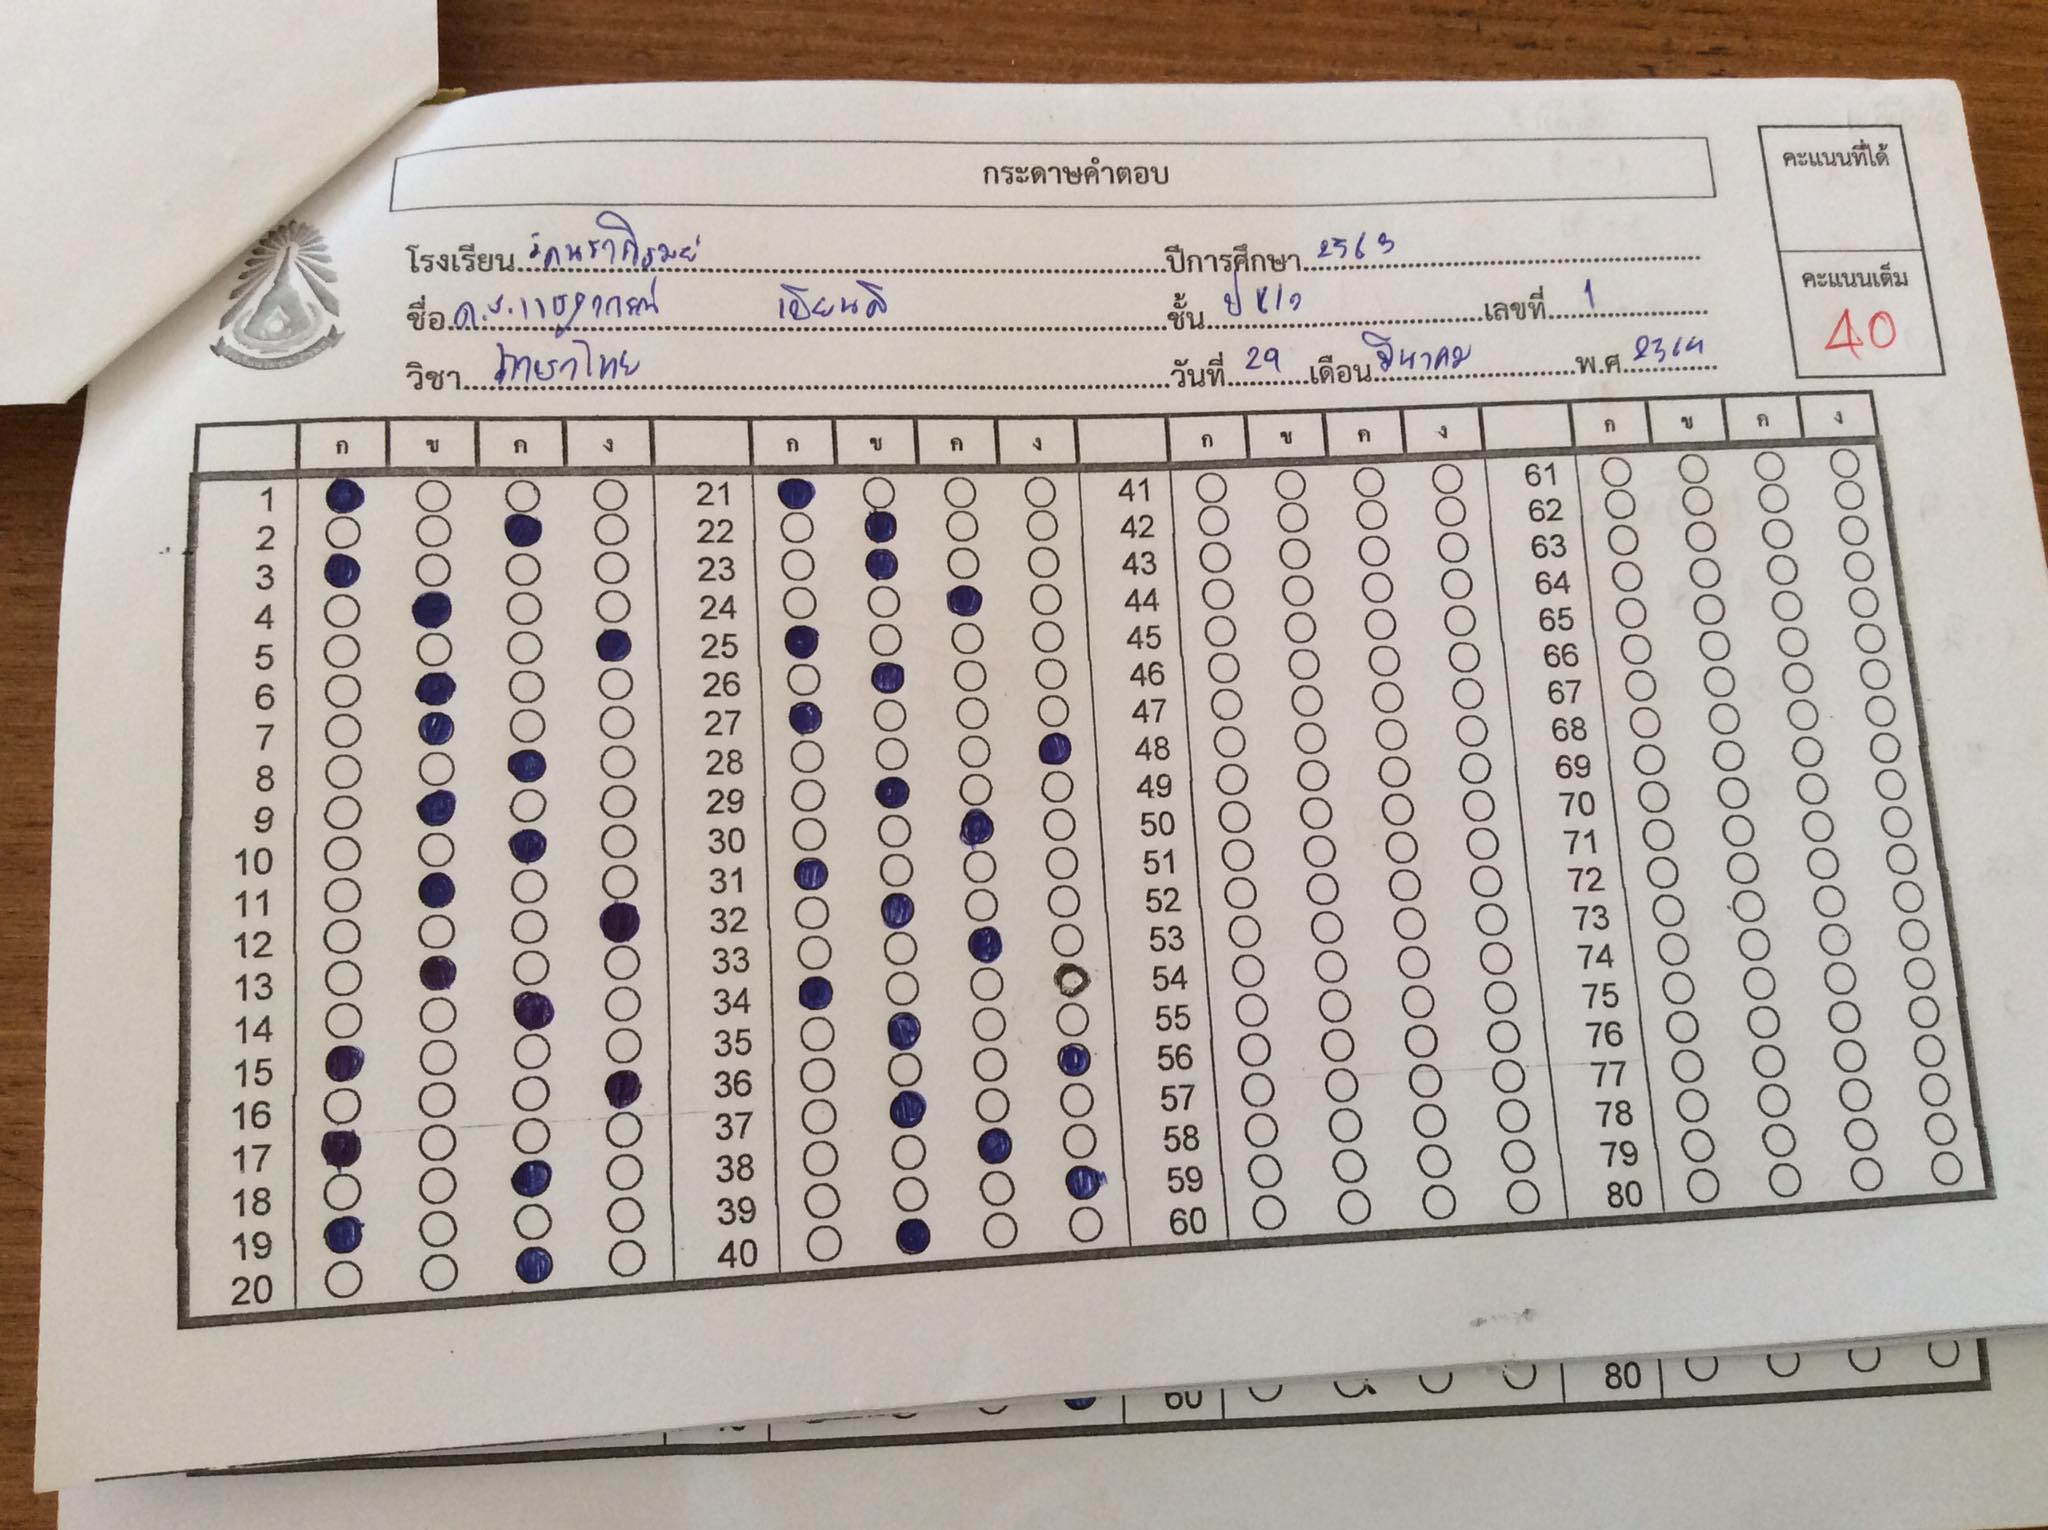 กระดาษคำตอบ
คะแนนที่ได้
โรงเรียน ปีการศึกษา 2563
ชื่อ ชั้น เลขที่ 1
วิชา ภาษาไทย วันที่ 29 เดือน มีนาคม พ.ศ. 2564
คะแนนเต็ม
40
ก ข ค ง ก ข ค ง ก ข ค ง ก ข ค ง
1 21 41 61
2 22 42 62
3 23 43 63
4 24 44 64
5 25 45 65
6 26 46 66
7 27 47 67
8 28 48 68
9 29 49 69
10 30 50 70
11 31 51 71
12 32 52 72
13 33 53 73
14 34 54 74
15 35 55 75
16 36 56 76
17 37 57 77
18 38 58 78
19 39 59 79
20 40 60 80
60 80